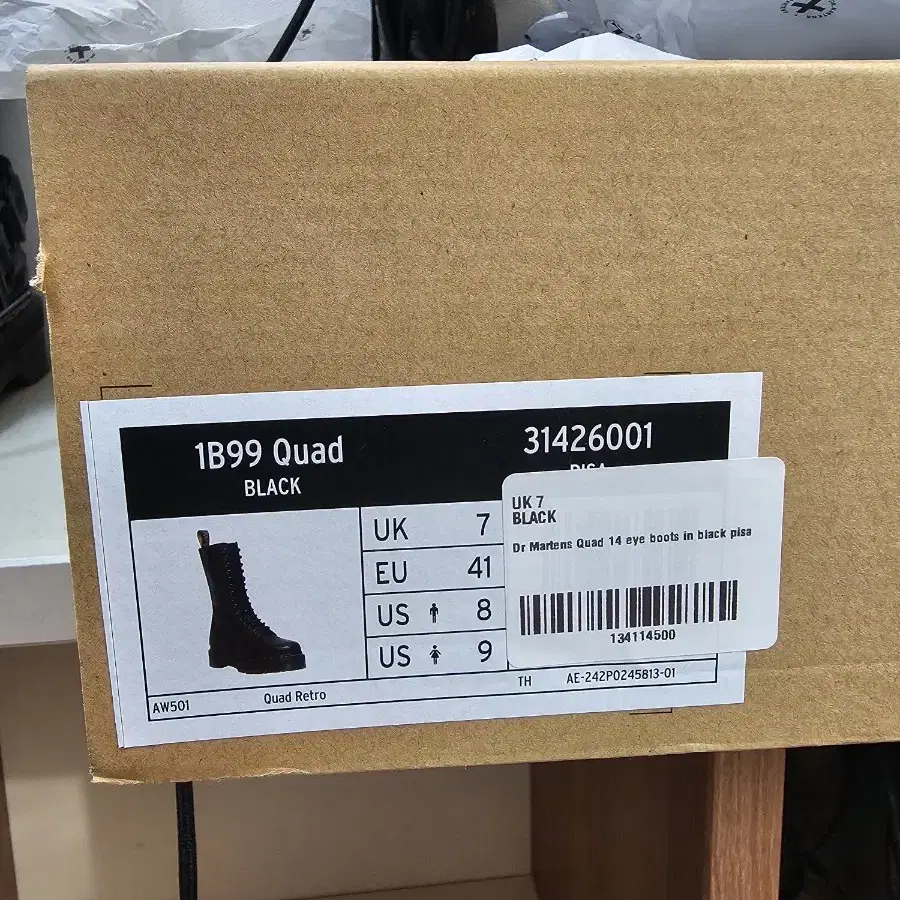 1B99 Quad
BLACK
31426001
PISA
UK 7
EU 41
US 8
US 9
AW501
Quad Retro
TH
AE-242P0245813-01
UK 7
BLACK
Dr Martens Quad 14 eye boots in black pisa
134114500